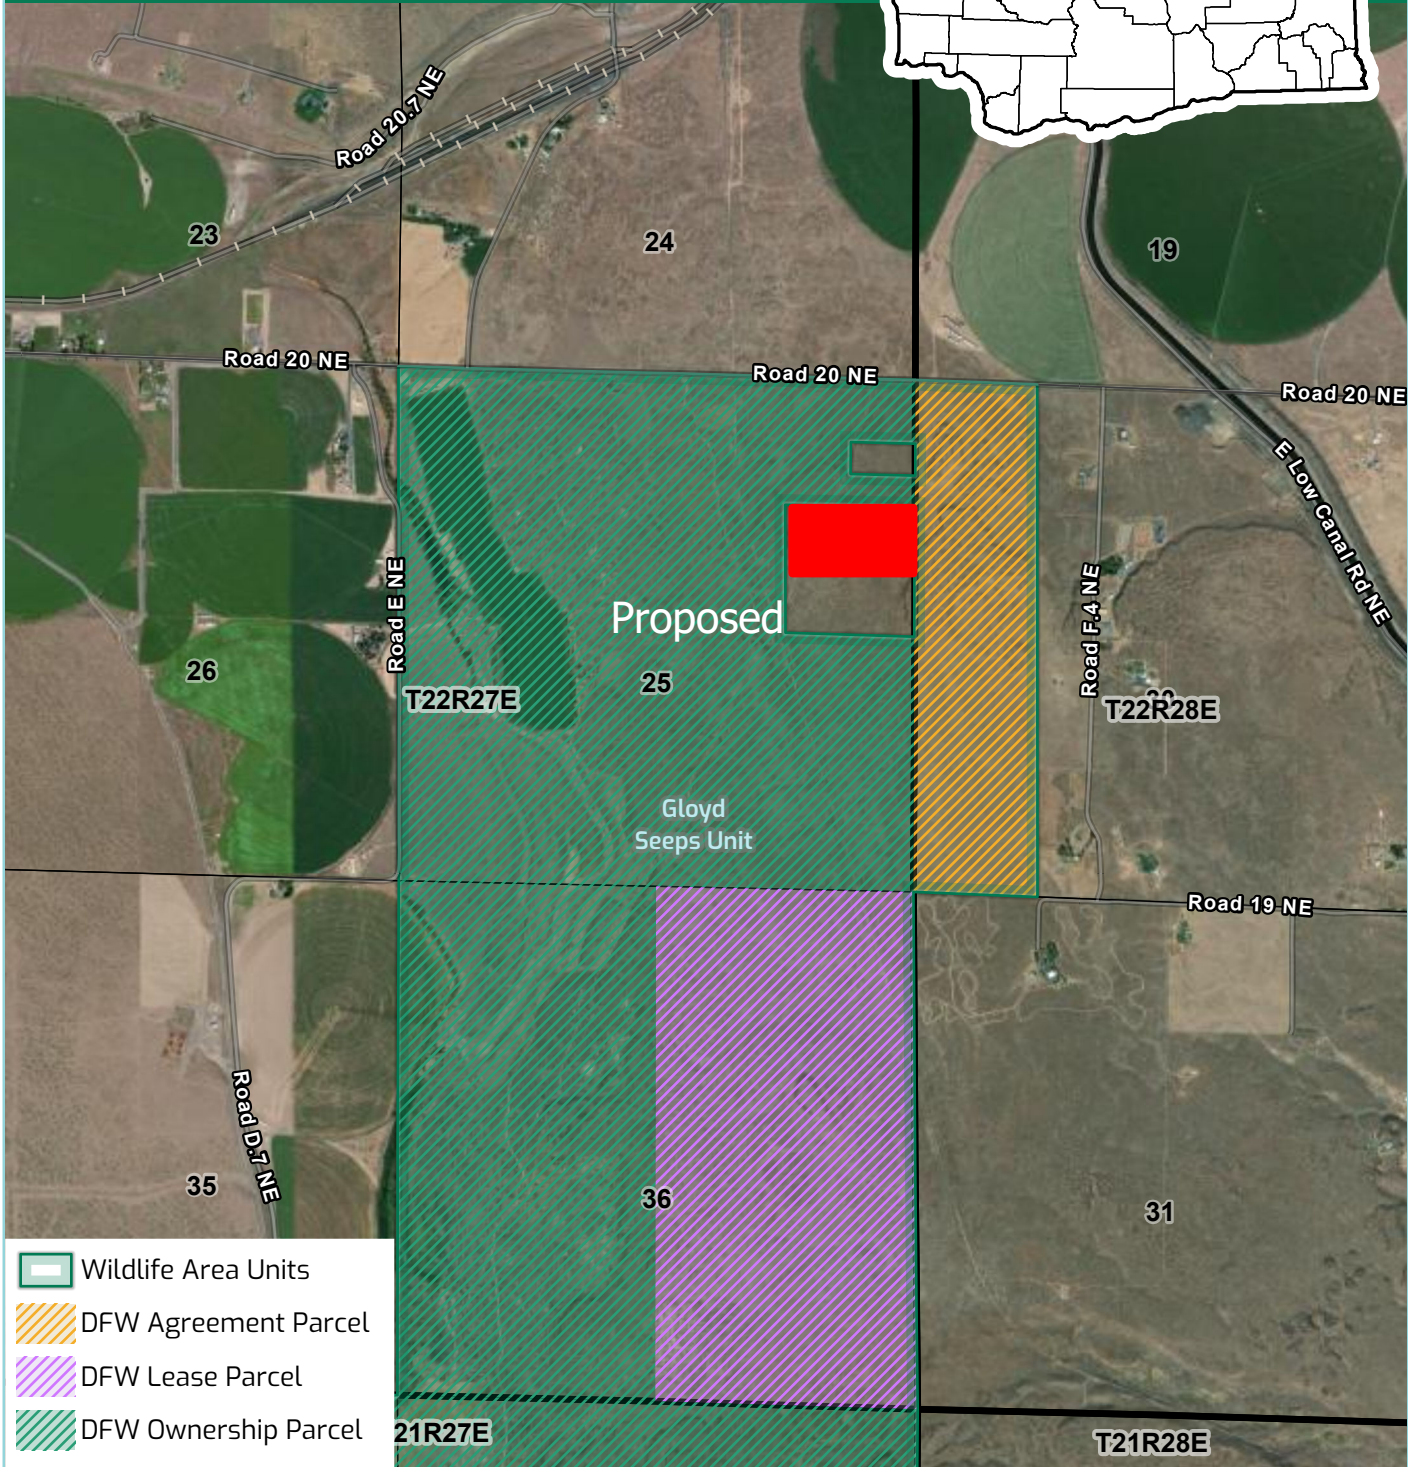 Road 20.7 NE
23
24
19
Road 20 NE
Road 20 NE
Road 20 NE
E Low Canal Rd NE
Road E NE
Proposed
Road F.4 NE
26
25
T22R27E
T22R28E
Gloyd
Seeps Unit
Road 19 NE
Road D.7 NE
35
36
31
Wildlife Area Units
DFW Agreement Parcel
DFW Lease Parcel
DFW Ownership Parcel
21R27E
T21R28E